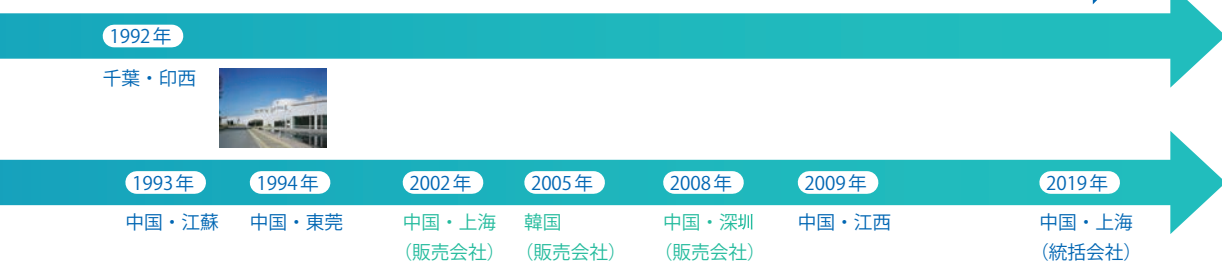 1992年
千葉・印西
1993年 1994年 2002年 2005年 2008年 2009年 2019年
中国・江蘇 中国・東莞 中国・上海 韓国 中国・深圳 中国・江西 中国・上海
（販売会社） （販売会社） （販売会社） （統括会社）